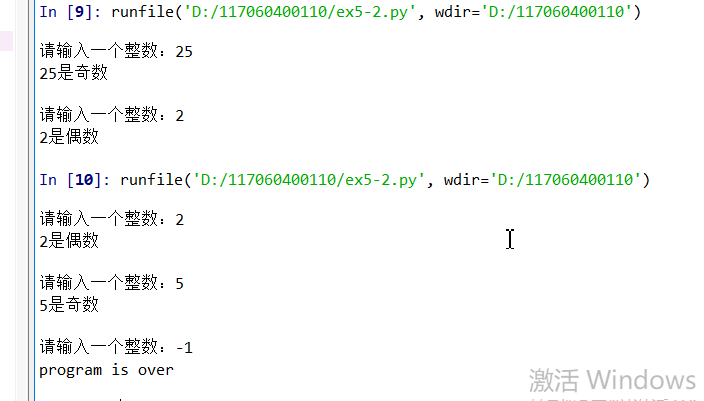 In [9]: runfile('D:/117060400110/ex5-2.py', wdir='D:/117060400110')
请输入一个整数：25
25是奇数
请输入一个整数：2
2是偶数
In [10]: runfile('D:/117060400110/ex5-2.py', wdir='D:/117060400110')
请输入一个整数：2
2是偶数
请输入一个整数：5
5是奇数
请输入一个整数：-1
program is over
激活 Windows